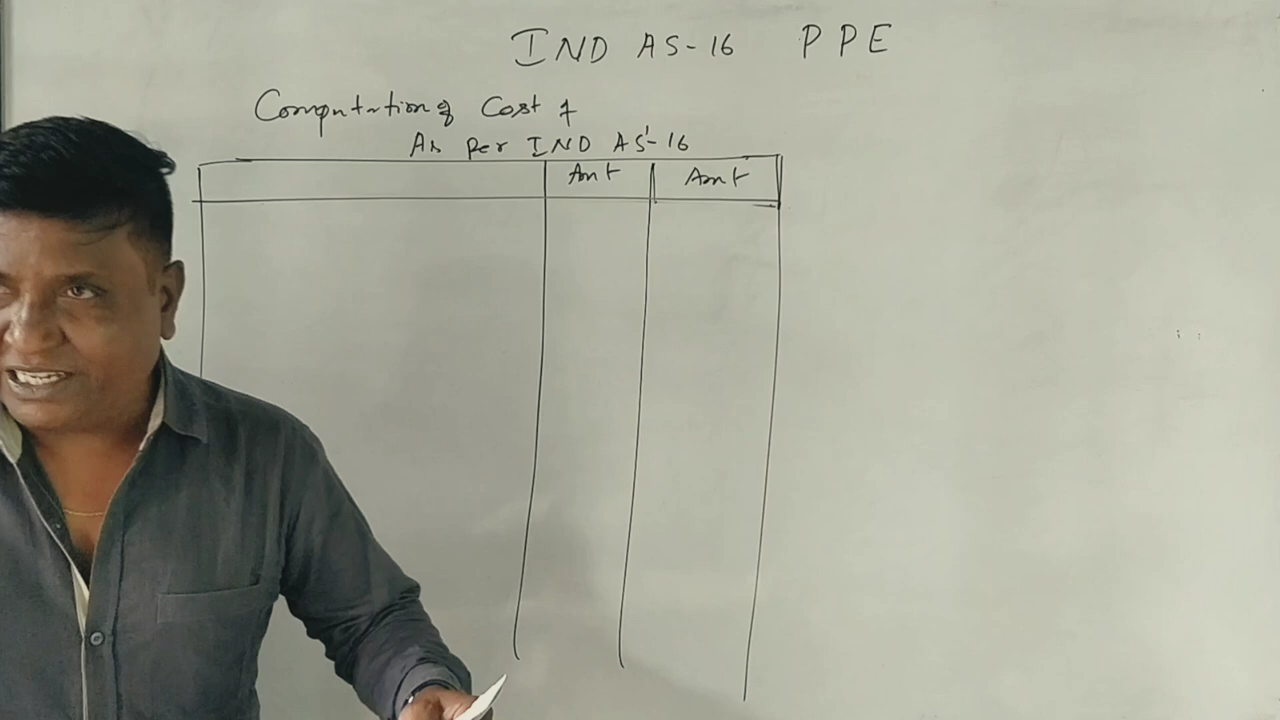 IND AS-16 PPE
Computation of Cost of
As Per IND AS-16
Amt Amt